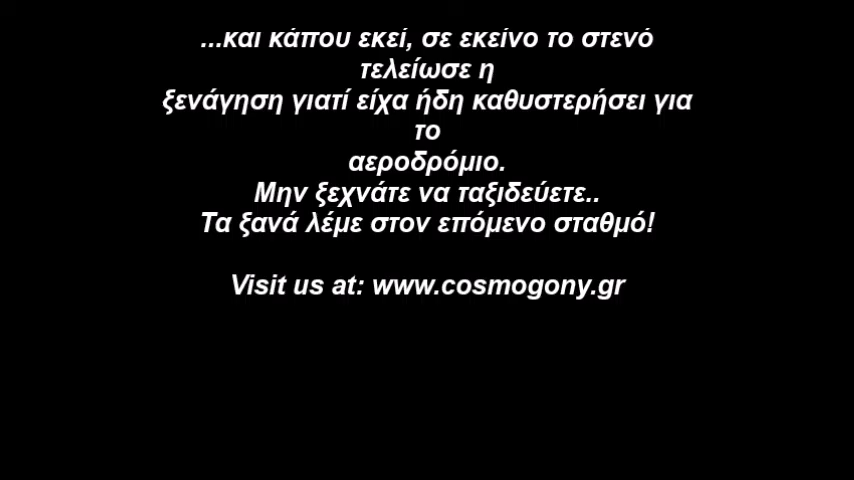 ...και κάπου εκεί, σε εκείνο το στενό
τελείωσε η
ξενάγηση γιατί είχα ήδη καθυστερήσει για
το
αεροδρόμιο.
Μην ξεχνάτε να ταξιδεύετε..
Τα ξανά λέμε στον επόμενο σταθμό!
Visit us at: www.cosmogony.gr